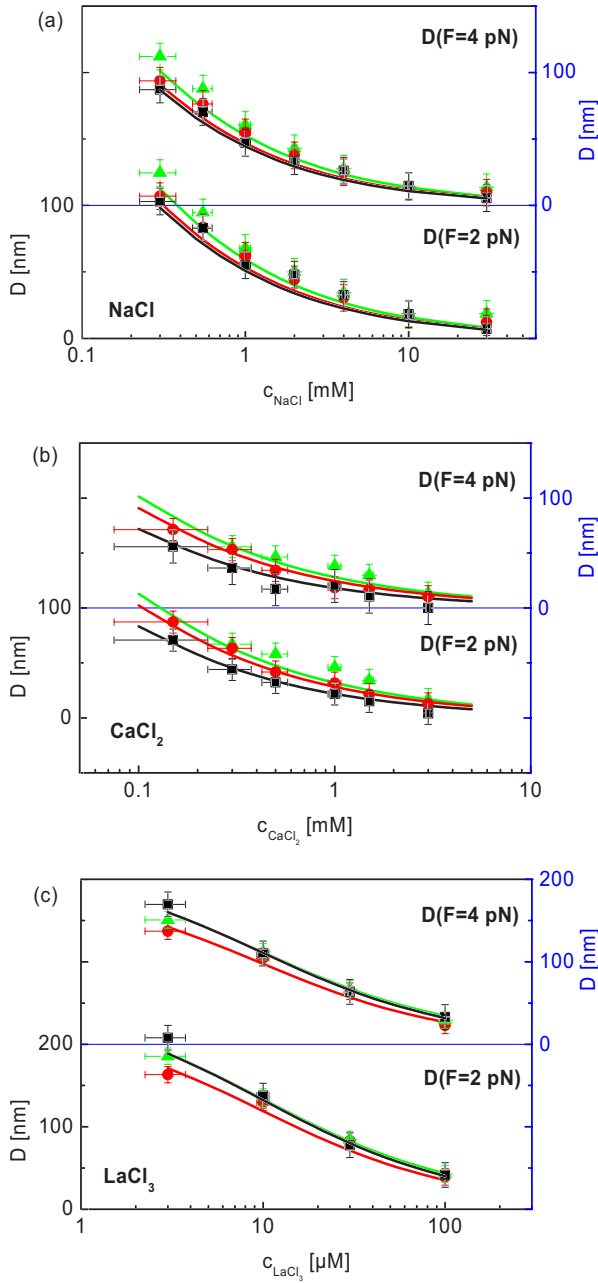 (a)
D(F=4 pN)
100
D [nm]
100
0
D(F=2 pN)
D [nm]
NaCl
0
0.1
1
10
c_NaCl [mM]
(b)
D(F=4 pN)
100
D [nm]
100
0
D(F=2 pN)
D [nm]
0
CaCl₂
0.1
1
10
c_CaCl₂ [mM]
(c)
200
D(F=4 pN)
100
D [nm]
200
0
D(F=2 pN)
D [nm]
100
LaCl₃
0
1
10
100
c_LaCl₃ [µM]